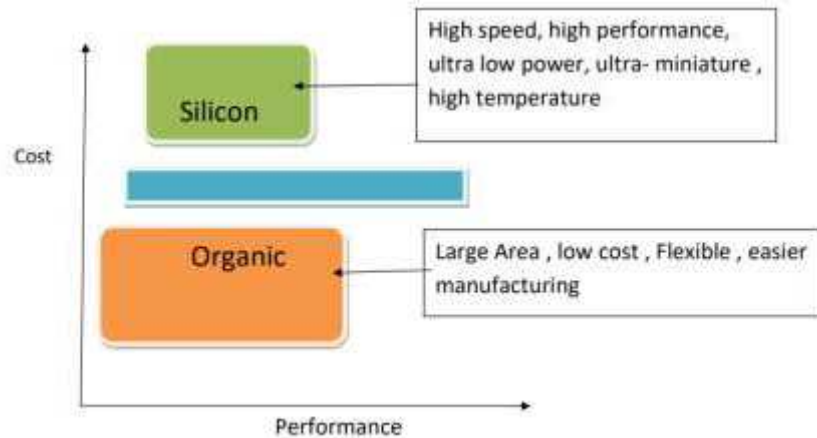 High speed, high performance,
ultra low power, ultra- miniature ,
high temperature
Silicon
Cost
Organic
Large Area , low cost , Flexible , easier
manufacturing
Performance